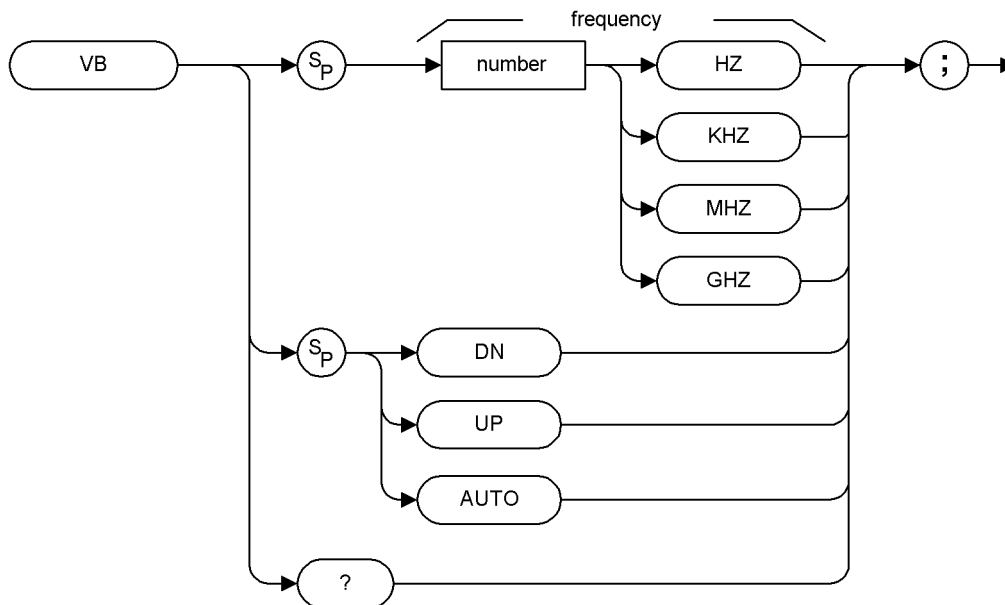 frequency
VB
SP
number
HZ
;
KHZ
MHZ
GHZ
SP
DN
UP
AUTO
?